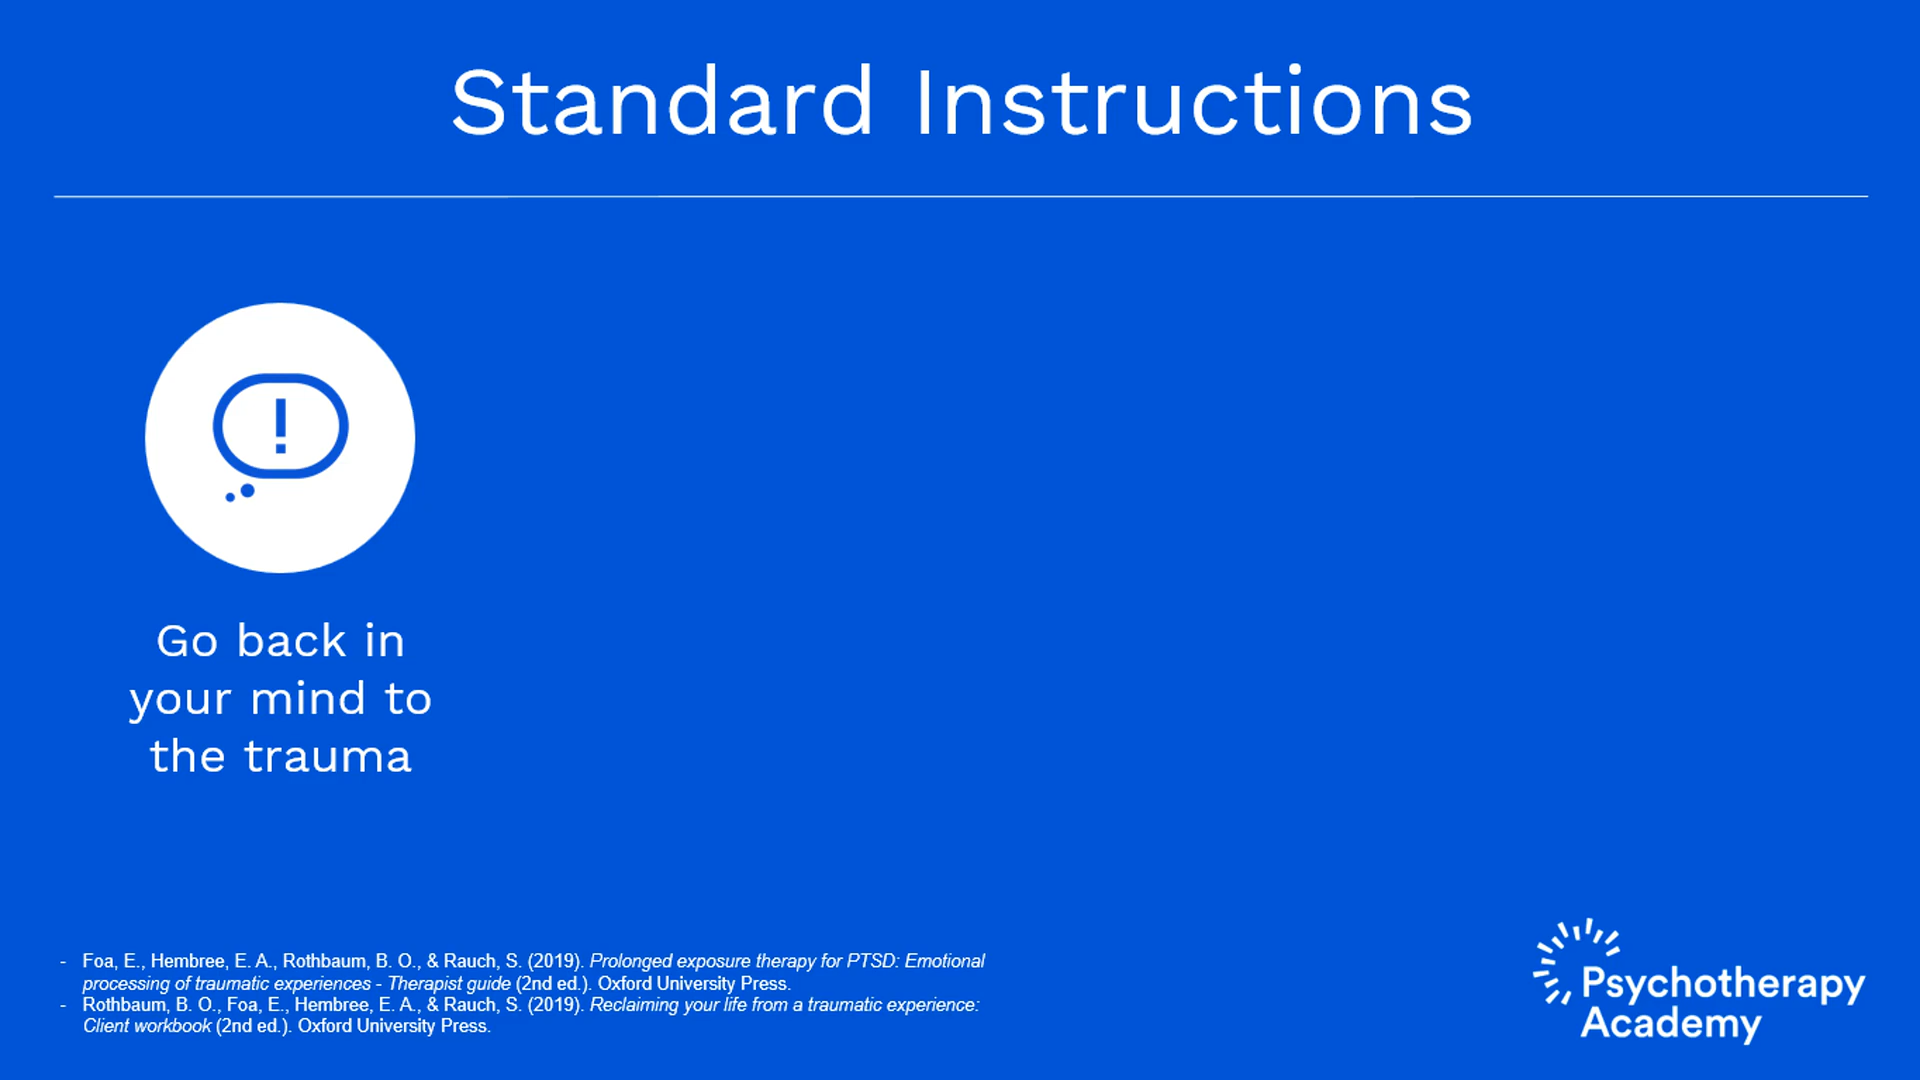 Standard Instructions
!
Go back in
your mind to
the trauma
- Foa, E., Hembree, E. A., Rothbaum, B. O., & Rauch, S. (2019). Prolonged exposure therapy for PTSD: Emotional
processing of traumatic experiences - Therapist guide (2nd ed.). Oxford University Press.
- Rothbaum, B. O., Foa, E., Hembree, E. A., & Rauch, S. (2019). Reclaiming your life from a traumatic experience:
Client workbook (2nd ed.). Oxford University Press.
Psychotherapy
Academy